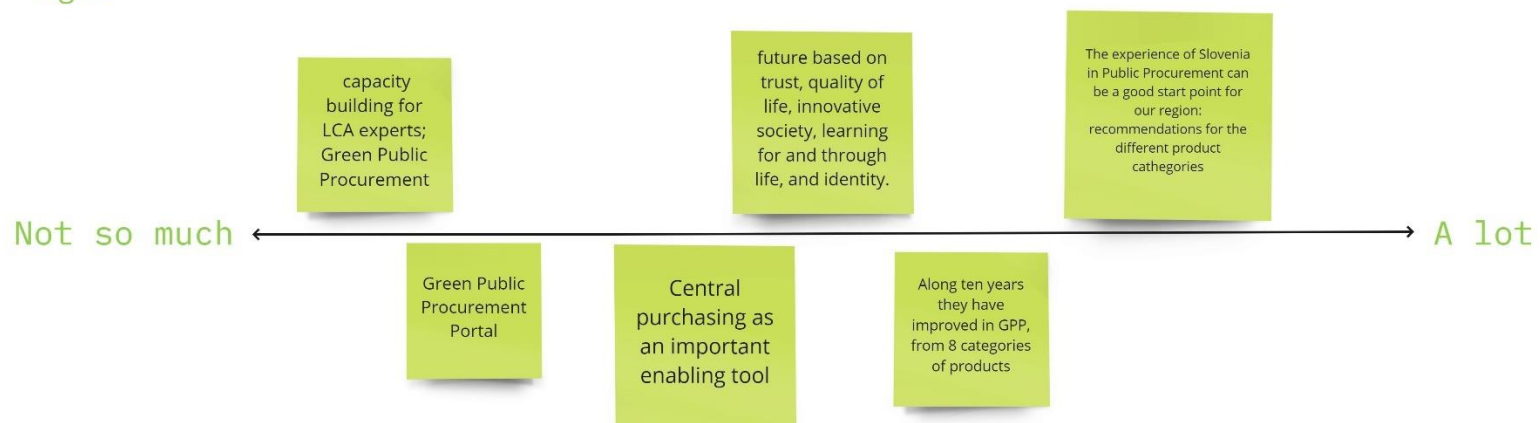 capacity
building for
LCA experts;
Green Public
Procurement
future based on
trust, quality of
life, innovative
society, learning
for and through
life, and identity.
The experience of Slovenia
in Public Procurement can
be a good start point for
our region:
recommendations for the
different product
cathegories
Not so much
A lot
Green Public
Procurement
Portal
Central
purchasing as
an important
enabling tool
Along ten years
they have
improved in GPP,
from 8 categories
of products